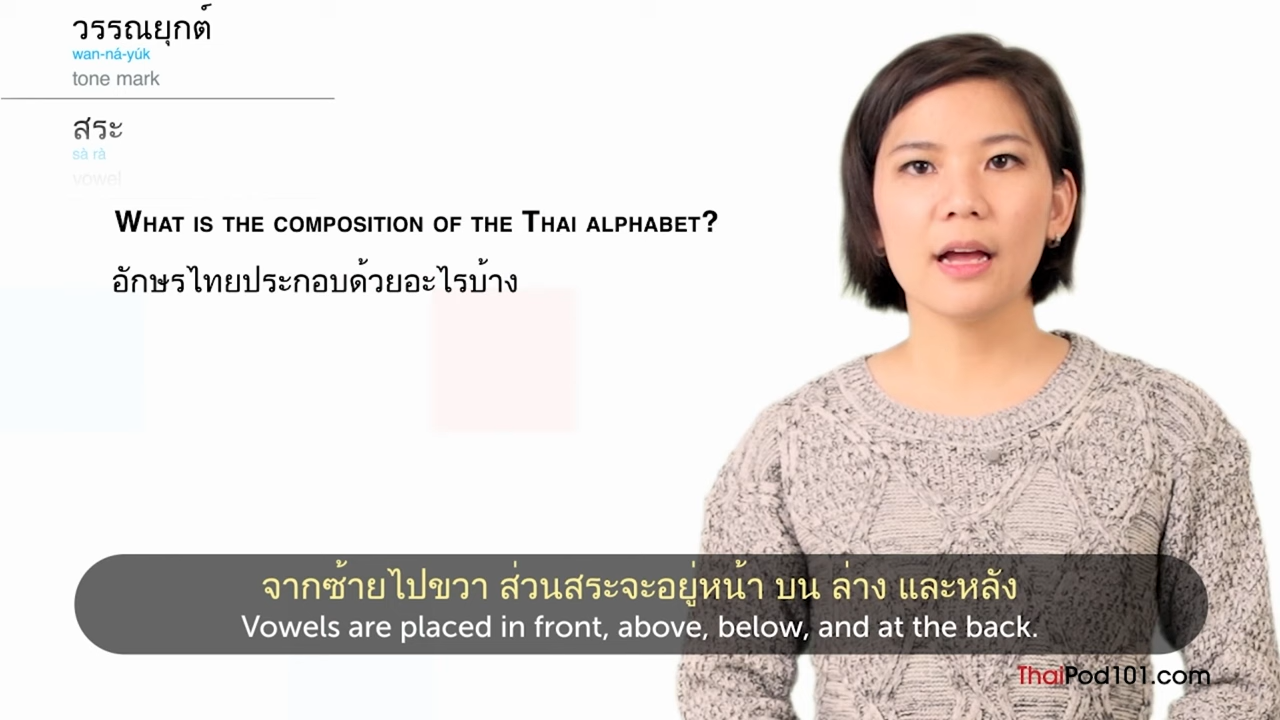 วรรณยุกต์
wan-ná-yúk
tone mark
สระ
sà rà
vowel
What is the composition of the Thai alphabet?
อักษรไทยประกอบด้วยอะไรบ้าง
จากซ้ายไปขวา ส่วนสระจะอยู่หน้า บน ล่าง และหลัง
Vowels are placed in front, above, below, and at the back.
ThaiPod101.com